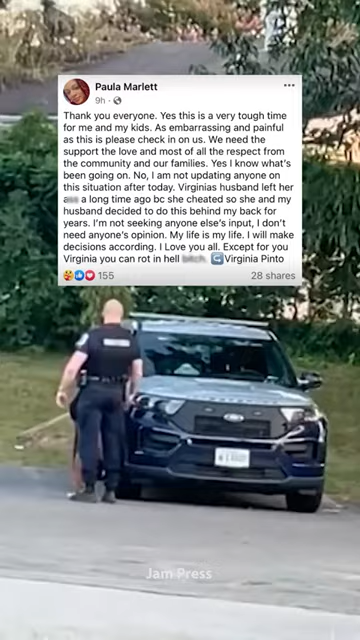 Paula Marlett
9h
Thank you everyone. Yes this is a very tough time
for me and my kids. As embarrassing and painful
as this is please check in on us. We need the
support the love and most of all the respect from
the community and our families. Yes I know what's
been going on. No, I am not updating anyone on
this situation after today. Virginias husband left her
a long time ago bc she cheated so she and my
husband decided to do this behind my back for
years. I'm not seeking anyone else's input, I don't
need anyone's opinion. My life is my life. I will make
decisions according. I Love you all. Except for you
Virginia you can rot in hell Virginia Pinto
155
28 shares
Jam Press